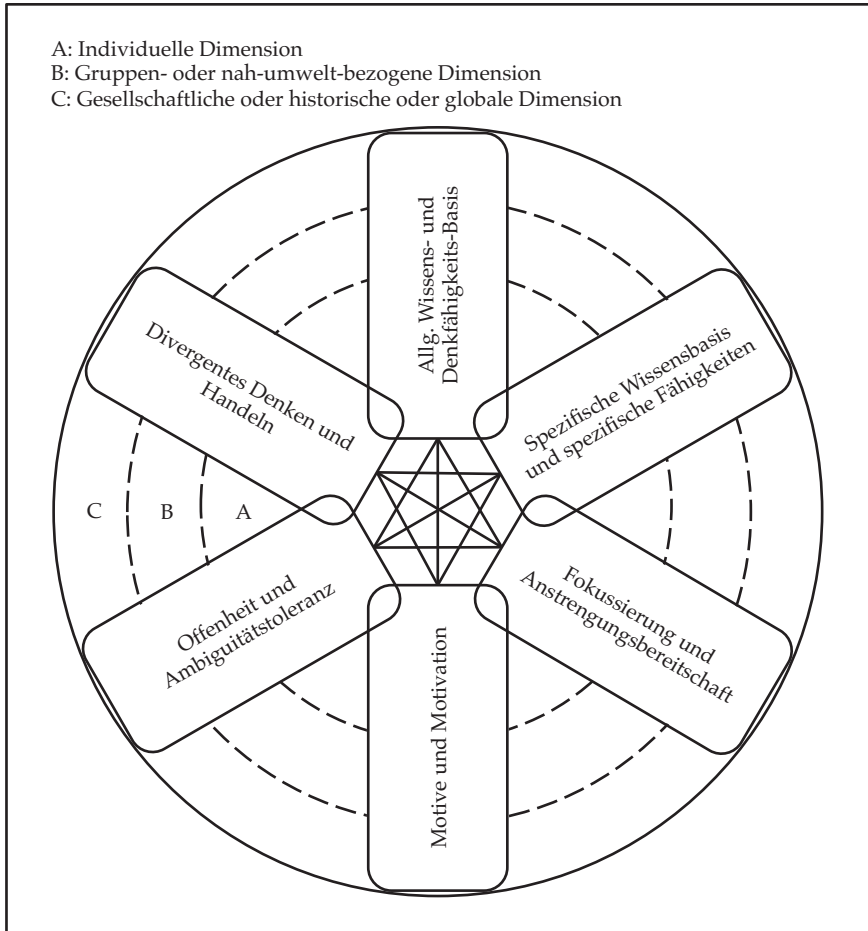 A: Individuelle Dimension
B: Gruppen- oder nah-umwelt-bezogene Dimension
C: Gesellschaftliche oder historische oder globale Dimension
Allg. Wissens- und
Denkfähigkeits-Basis
Spezifische Wissensbasis
und spezifische Fähigkeiten
Fokussierung und
Anstrengungsbereitschaft
Motive und Motivation
Offenheit und
Ambiguitätstoleranz
Divergentes Denken und
Handeln
C
B
A